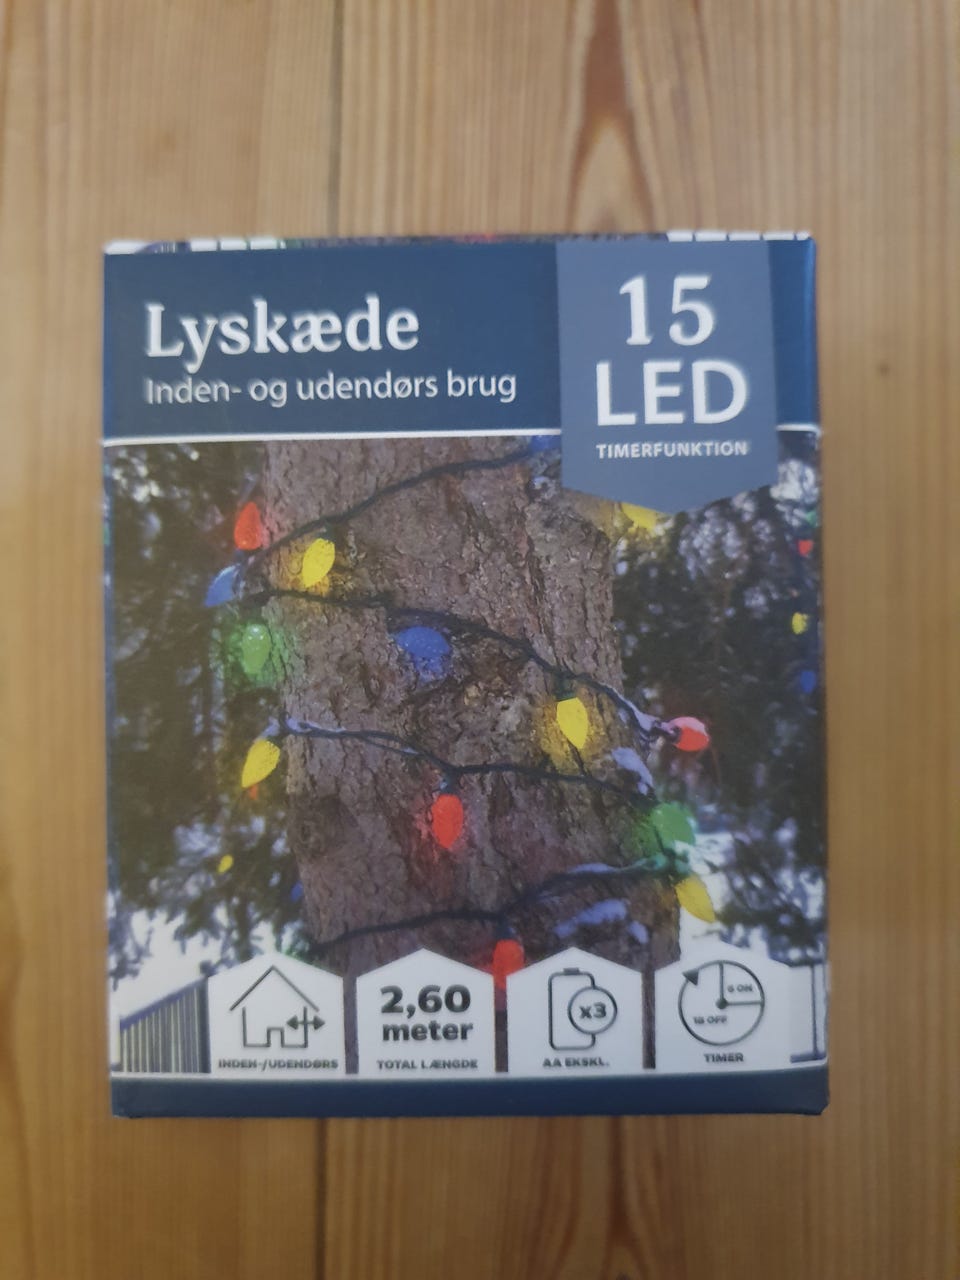 Lyskæde
Inden- og udendørs brug
15
LED
TIMERFUNKTION
INDEN-/UDENDØRS
2,60
meter
TOTAL LÆNGDE
x3
AA EKSKL.
6 ON
18 OFF
TIMER